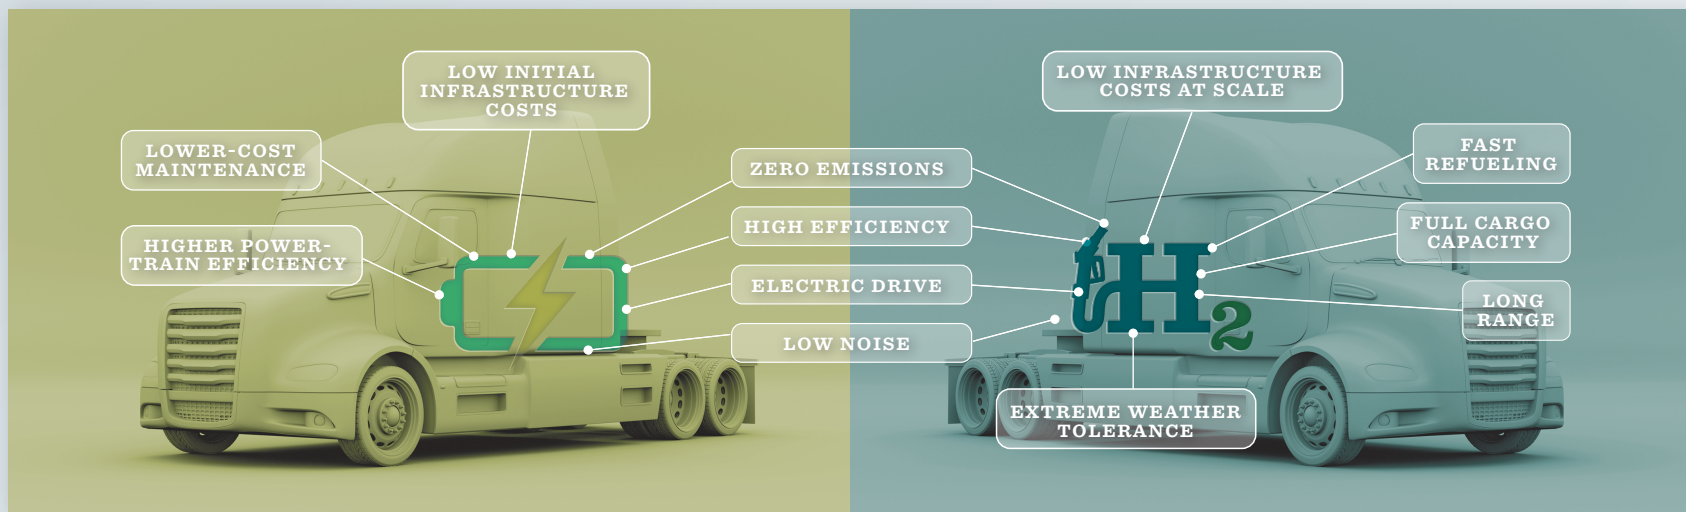 LOW INITIAL
INFRASTRUCTURE
COSTS
LOWER-COST
MAINTENANCE
HIGHER POWER-
TRAIN EFFICIENCY
ZERO EMISSIONS
HIGH EFFICIENCY
ELECTRIC DRIVE
LOW NOISE
LOW INFRASTRUCTURE
COSTS AT SCALE
FAST
REFUELING
FULL CARGO
CAPACITY
LONG
RANGE
H2
EXTREME WEATHER
TOLERANCE